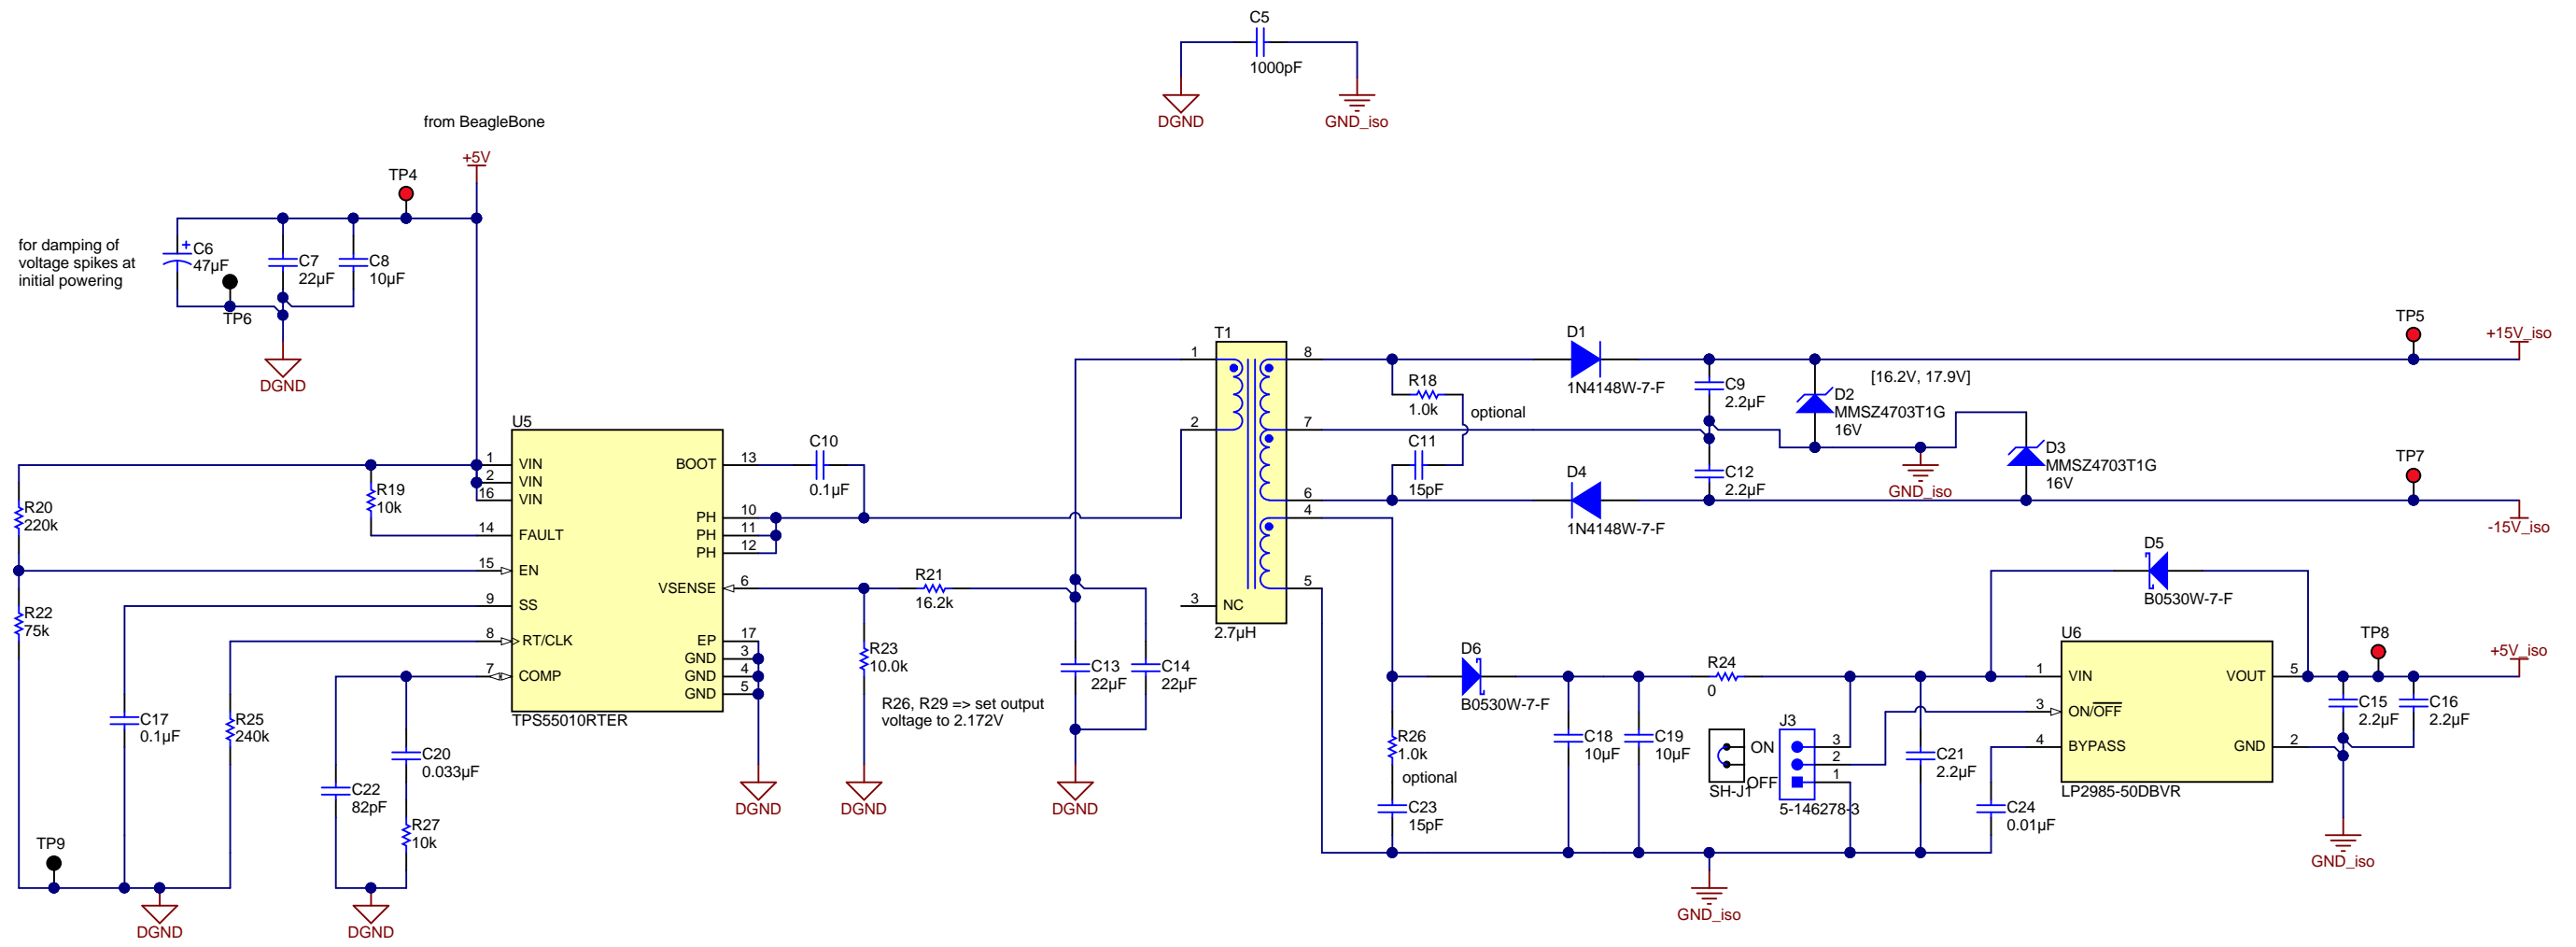 C5
1000pF
DGND
GND_iso
from BeagleBone
+5V
TP4
for damping of
voltage spikes at
initial powering
C6
47µF
C7
22µF
C8
10µF
TP6
DGND
U5
1
VIN
2
VIN
16
VIN
14
FAULT
15
EN
9
SS
8
RT/CLK
7
COMP
BOOT
13
PH
10
PH
11
PH
12
VSENSE
6
EP
17
GND
3
GND
4
GND
5
TPS55010RTER
R19
10k
R20
220k
R22
75k
C17
0.1µF
R25
240k
C20
0.033µF
C22
82pF
R27
10k
TP9
DGND
DGND
C10
0.1µF
R21
16.2k
R23
10.0k
R26, R29 => set output
voltage to 2.172V
C13
22µF
C14
22µF
DGND
DGND
DGND
T1
1
2
3
NC
8
7
6
4
5
2.7µH
R18
1.0k
optional
C11
15pF
D1
1N4148W-7-F
D4
1N4148W-7-F
C9
2.2µF
C12
2.2µF
[16.2V, 17.9V]
D2
MMSZ4703T1G
16V
GND_iso
D3
MMSZ4703T1G
16V
TP5
+15V_iso
TP7
-15V_iso
D6
B0530W-7-F
R26
1.0k
optional
C23
15pF
C18
10µF
C19
10µF
R24
0
ON
OFF
SH-J1
J3
3
2
1
5-146278-3
C21
2.2µF
C24
0.01µF
GND_iso
D5
B0530W-7-F
U6
1
VIN
3
ON/OFF
4
BYPASS
VOUT
5
GND
2
LP2985-50DBVR
TP8
+5V_iso
C15
2.2µF
C16
2.2µF
GND_iso